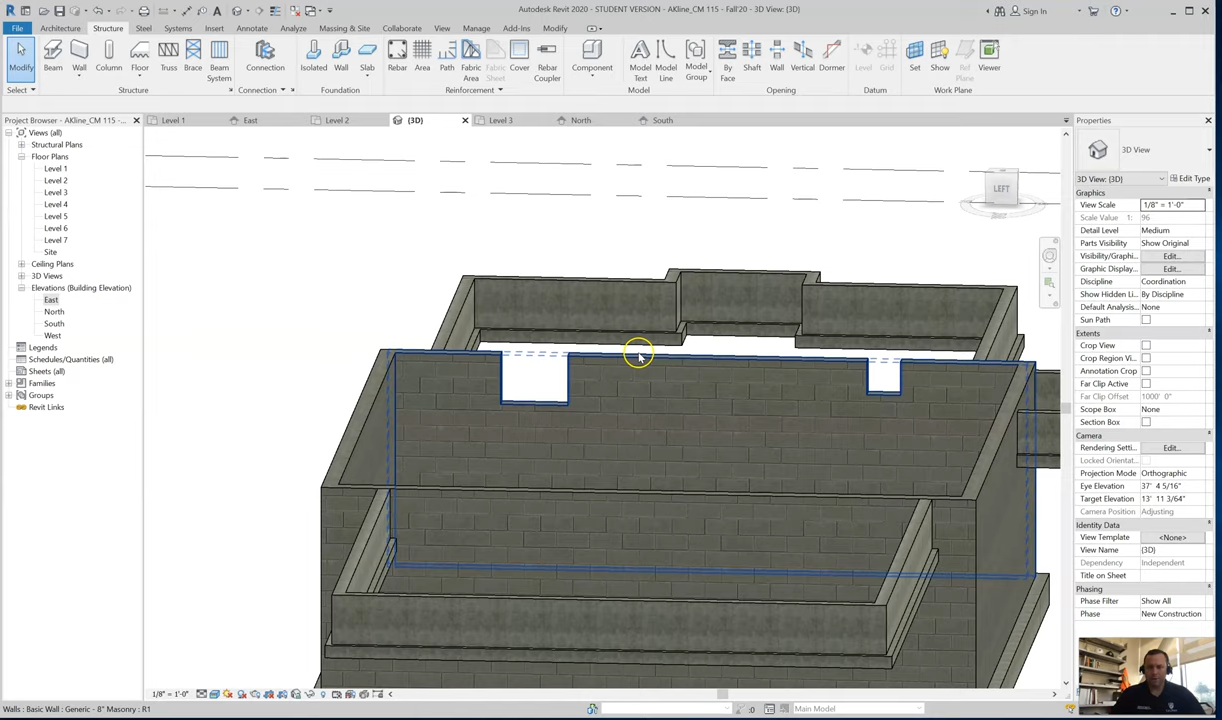 Autodesk Revit 2020 - STUDENT VERSION - AKline_CM 115 - Fall'20 - 3D View: {3D}
Sign In
File Architecture Structure Steel Systems Insert Annotate Analyze Massing & Site Collaborate View Manage Add-Ins Modify
Modify Beam Wall Column Floor Truss Brace Beam System Connection Isolated Wall Slab Rebar Area Path Fabric Area Fabric Sheet Cover Rebar Coupler Component Model Text Model Line Model Group By Face Shaft Wall Vertical Dormer Level Grid Set Show Ref Plane Viewer
Select Structure Connection Foundation Reinforcement Model Opening Datum Work Plane
Project Browser - AKline_CM 115 -...
Level 1 East Level 2 {3D} Level 3 North South
Views (all)
Structural Plans
Floor Plans
Level 1
Level 2
Level 3
Level 4
Level 5
Level 6
Level 7
Site
Ceiling Plans
3D Views
Elevations (Building Elevation)
East
North
South
West
Legends
Schedules/Quantities (all)
Sheets (all)
Families
Groups
Revit Links
LEFT
Properties
3D View
3D View: {3D} Edit Type
Graphics
View Scale 1/8" = 1'-0"
Scale Value 1: 96
Detail Level Medium
Parts Visibility Show Original
Visibility/Graphi... Edit...
Graphic Display... Edit...
Discipline Coordination
Show Hidden Li... By Discipline
Default Analysi... None
Sun Path
Extents
Crop View
Crop Region Vi...
Annotation Crop
Far Clip Active
Far Clip Offset 1000' 0"
Scope Box None
Section Box
Camera
Rendering Setti... Edit...
Locked Orientat...
Projection Mode Orthographic
Eye Elevation 37' 4 5/16"
Target Elevation 13' 11 3/64"
Camera Position Adjusting
Identity Data
View Template <None>
View Name {3D}
Dependency Independent
Title on Sheet
Phasing
Phase Filter Show All
Phase New Construction
1/8" = 1'-0"
Walls : Basic Wall : Generic - 8" Masonry : R1
:0
Main Model